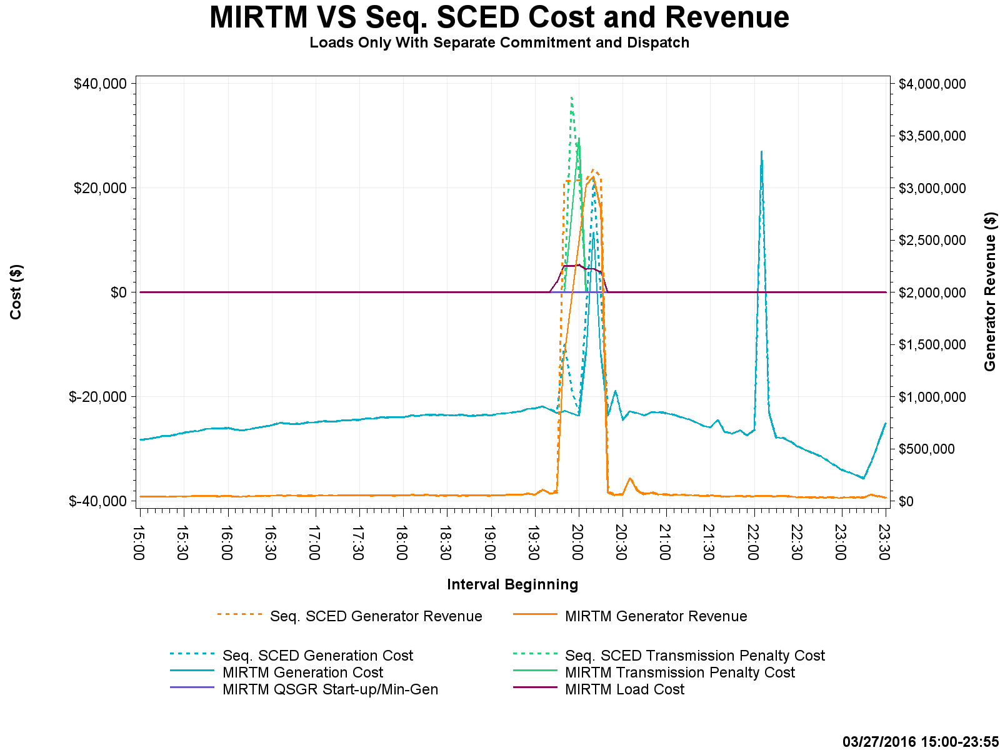 MIRTM VS Seq. SCED Cost and Revenue
Loads Only With Separate Commitment and Dispatch
$40,000
$20,000
$0
$-20,000
$-40,000
Cost ($)
$4,000,000
$3,500,000
$3,000,000
$2,500,000
$2,000,000
$1,500,000
$1,000,000
$500,000
$0
Generator Revenue ($)
15:00
15:30
16:00
16:30
17:00
17:30
18:00
18:30
19:00
19:30
20:00
20:30
21:00
21:30
22:00
22:30
23:00
23:30
Interval Beginning
Seq. SCED Generator Revenue
MIRTM Generator Revenue
Seq. SCED Generation Cost
MIRTM Generation Cost
MIRTM QSGR Start-up/Min-Gen
Seq. SCED Transmission Penalty Cost
MIRTM Transmission Penalty Cost
MIRTM Load Cost
03/27/2016 15:00-23:55